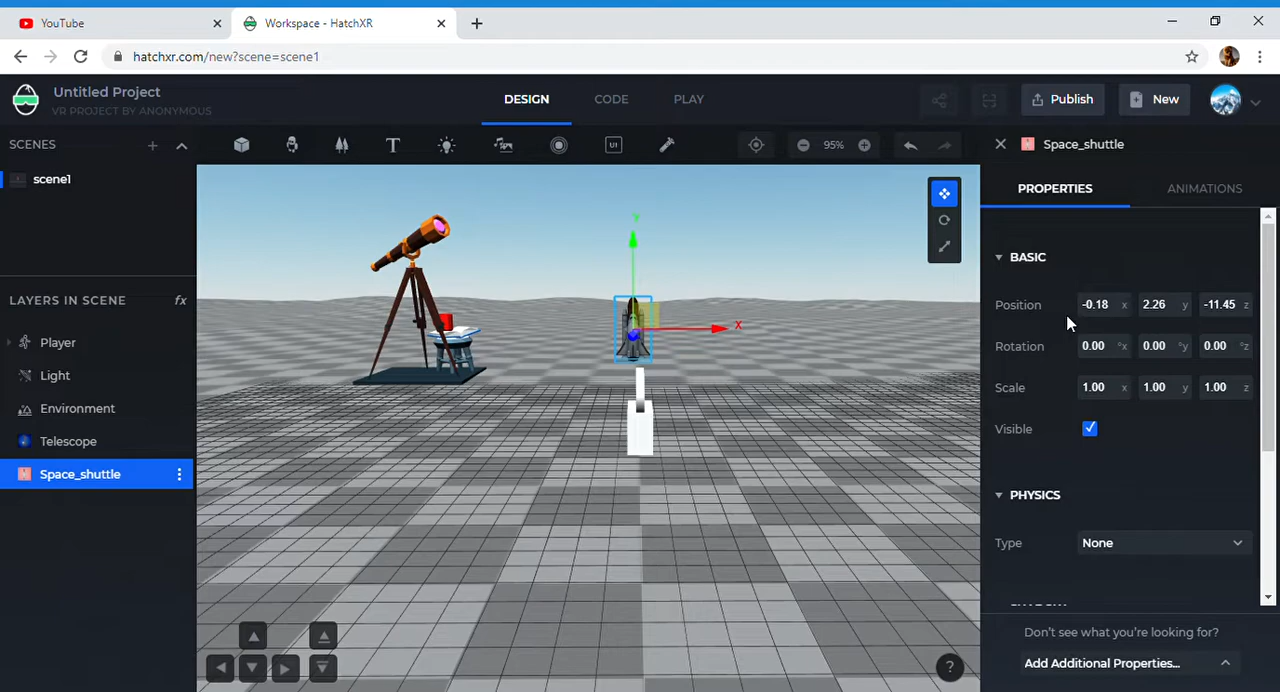 YouTube
Workspace - HatchXR
hatchxr.com/new?scene=scene1
Untitled Project
VR PROJECT BY ANONYMOUS
DESIGN CODE PLAY
Publish
New
SCENES
T
UI
95%
Space_shuttle
scene1
PROPERTIES ANIMATIONS
BASIC
LAYERS IN SCENE fx
Position -0.18 x 2.26 y -11.45 z
Y
X
Player
Rotation 0.00 °x 0.00 °y 0.00 °z
Light
Scale 1.00 x 1.00 y 1.00 z
Environment
Visible
Telescope
Space_shuttle
PHYSICS
Type None
Don't see what you're looking for?
Add Additional Properties...
?